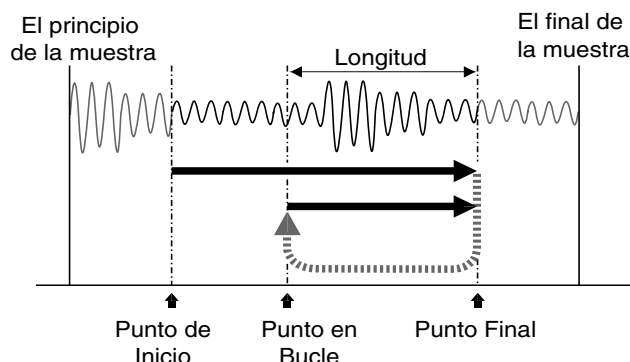 El principio
de la muestra
Longitud
El final de
la muestra
Punto de
Inicio
Punto en
Bucle
Punto Final